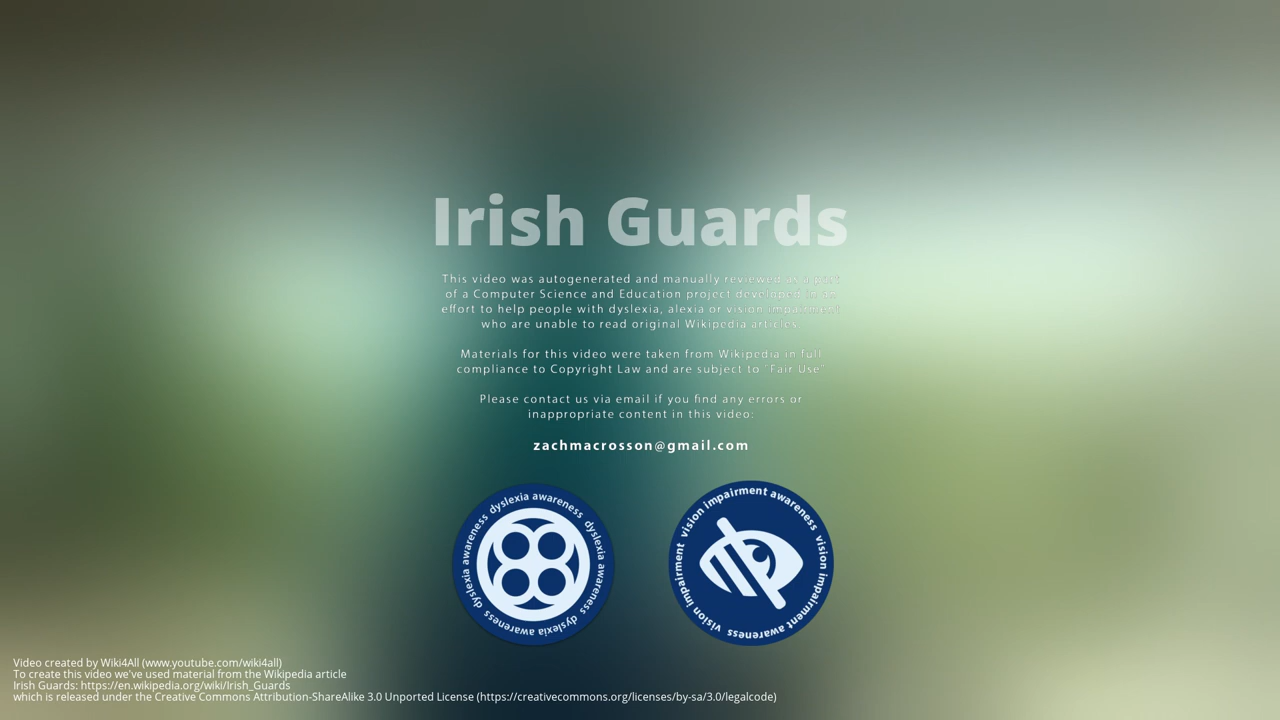 Irish Guards
This video was autogenerated and manually reviewed as a part
of a Computer Science and Education project developed in an
effort to help people with dyslexia, alexia or vision impairment
who are unable to read original Wikipedia articles.
Materials for this video were taken from Wikipedia in full
compliance to Copyright Law and are subject to "Fair Use"
Please contact us via email if you find any errors or
inappropriate content in this video:
zachmacrosson@gmail.com
dyslexia awareness dyslexia awareness dyslexia awareness dyslexia awareness
vision impairment awareness vision impairment awareness vision impairment
Video created by Wiki4All (www.youtube.com/wiki4all)
To create this video we've used material from the Wikipedia article
Irish Guards: https://en.wikipedia.org/wiki/Irish_Guards
which is released under the Creative Commons Attribution-ShareAlike 3.0 Unported License (https://creativecommons.org/licenses/by-sa/3.0/legalcode)